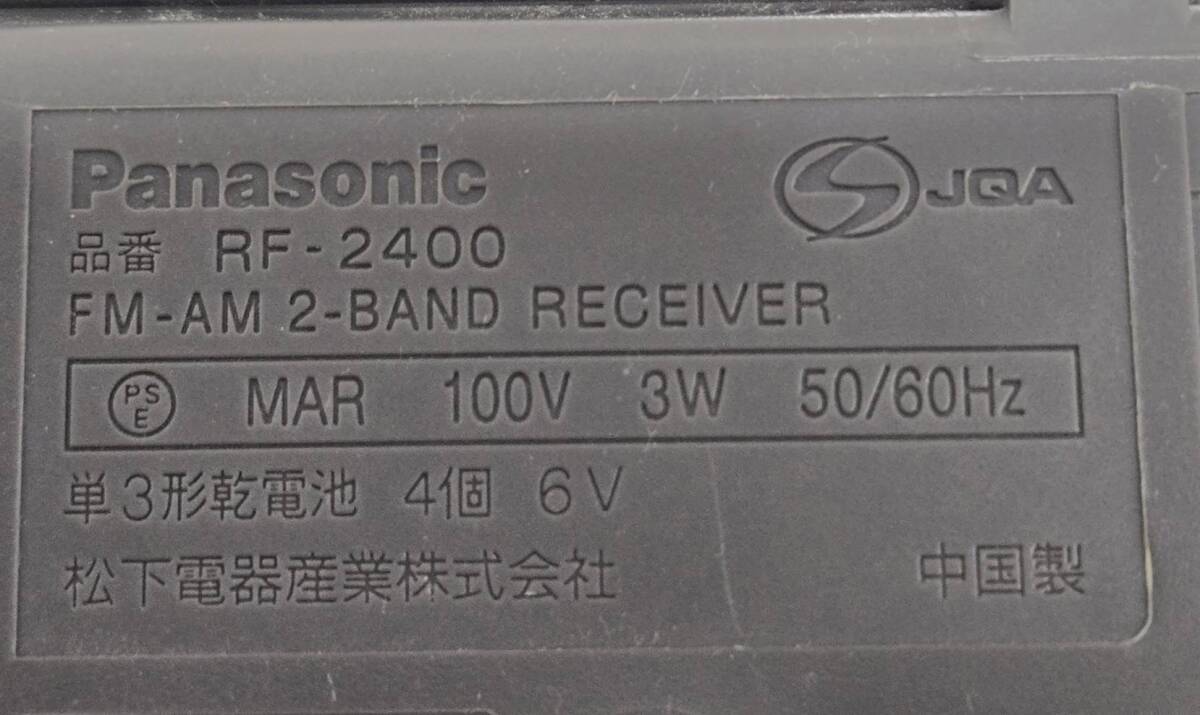 Panasonic
S JQA
品番 RF-2400
FM-AM 2-BAND RECEIVER
PSE MAR 100V 3W 50/60Hz
単3形乾電池 4個 6V
松下電器産業株式会社 中国製